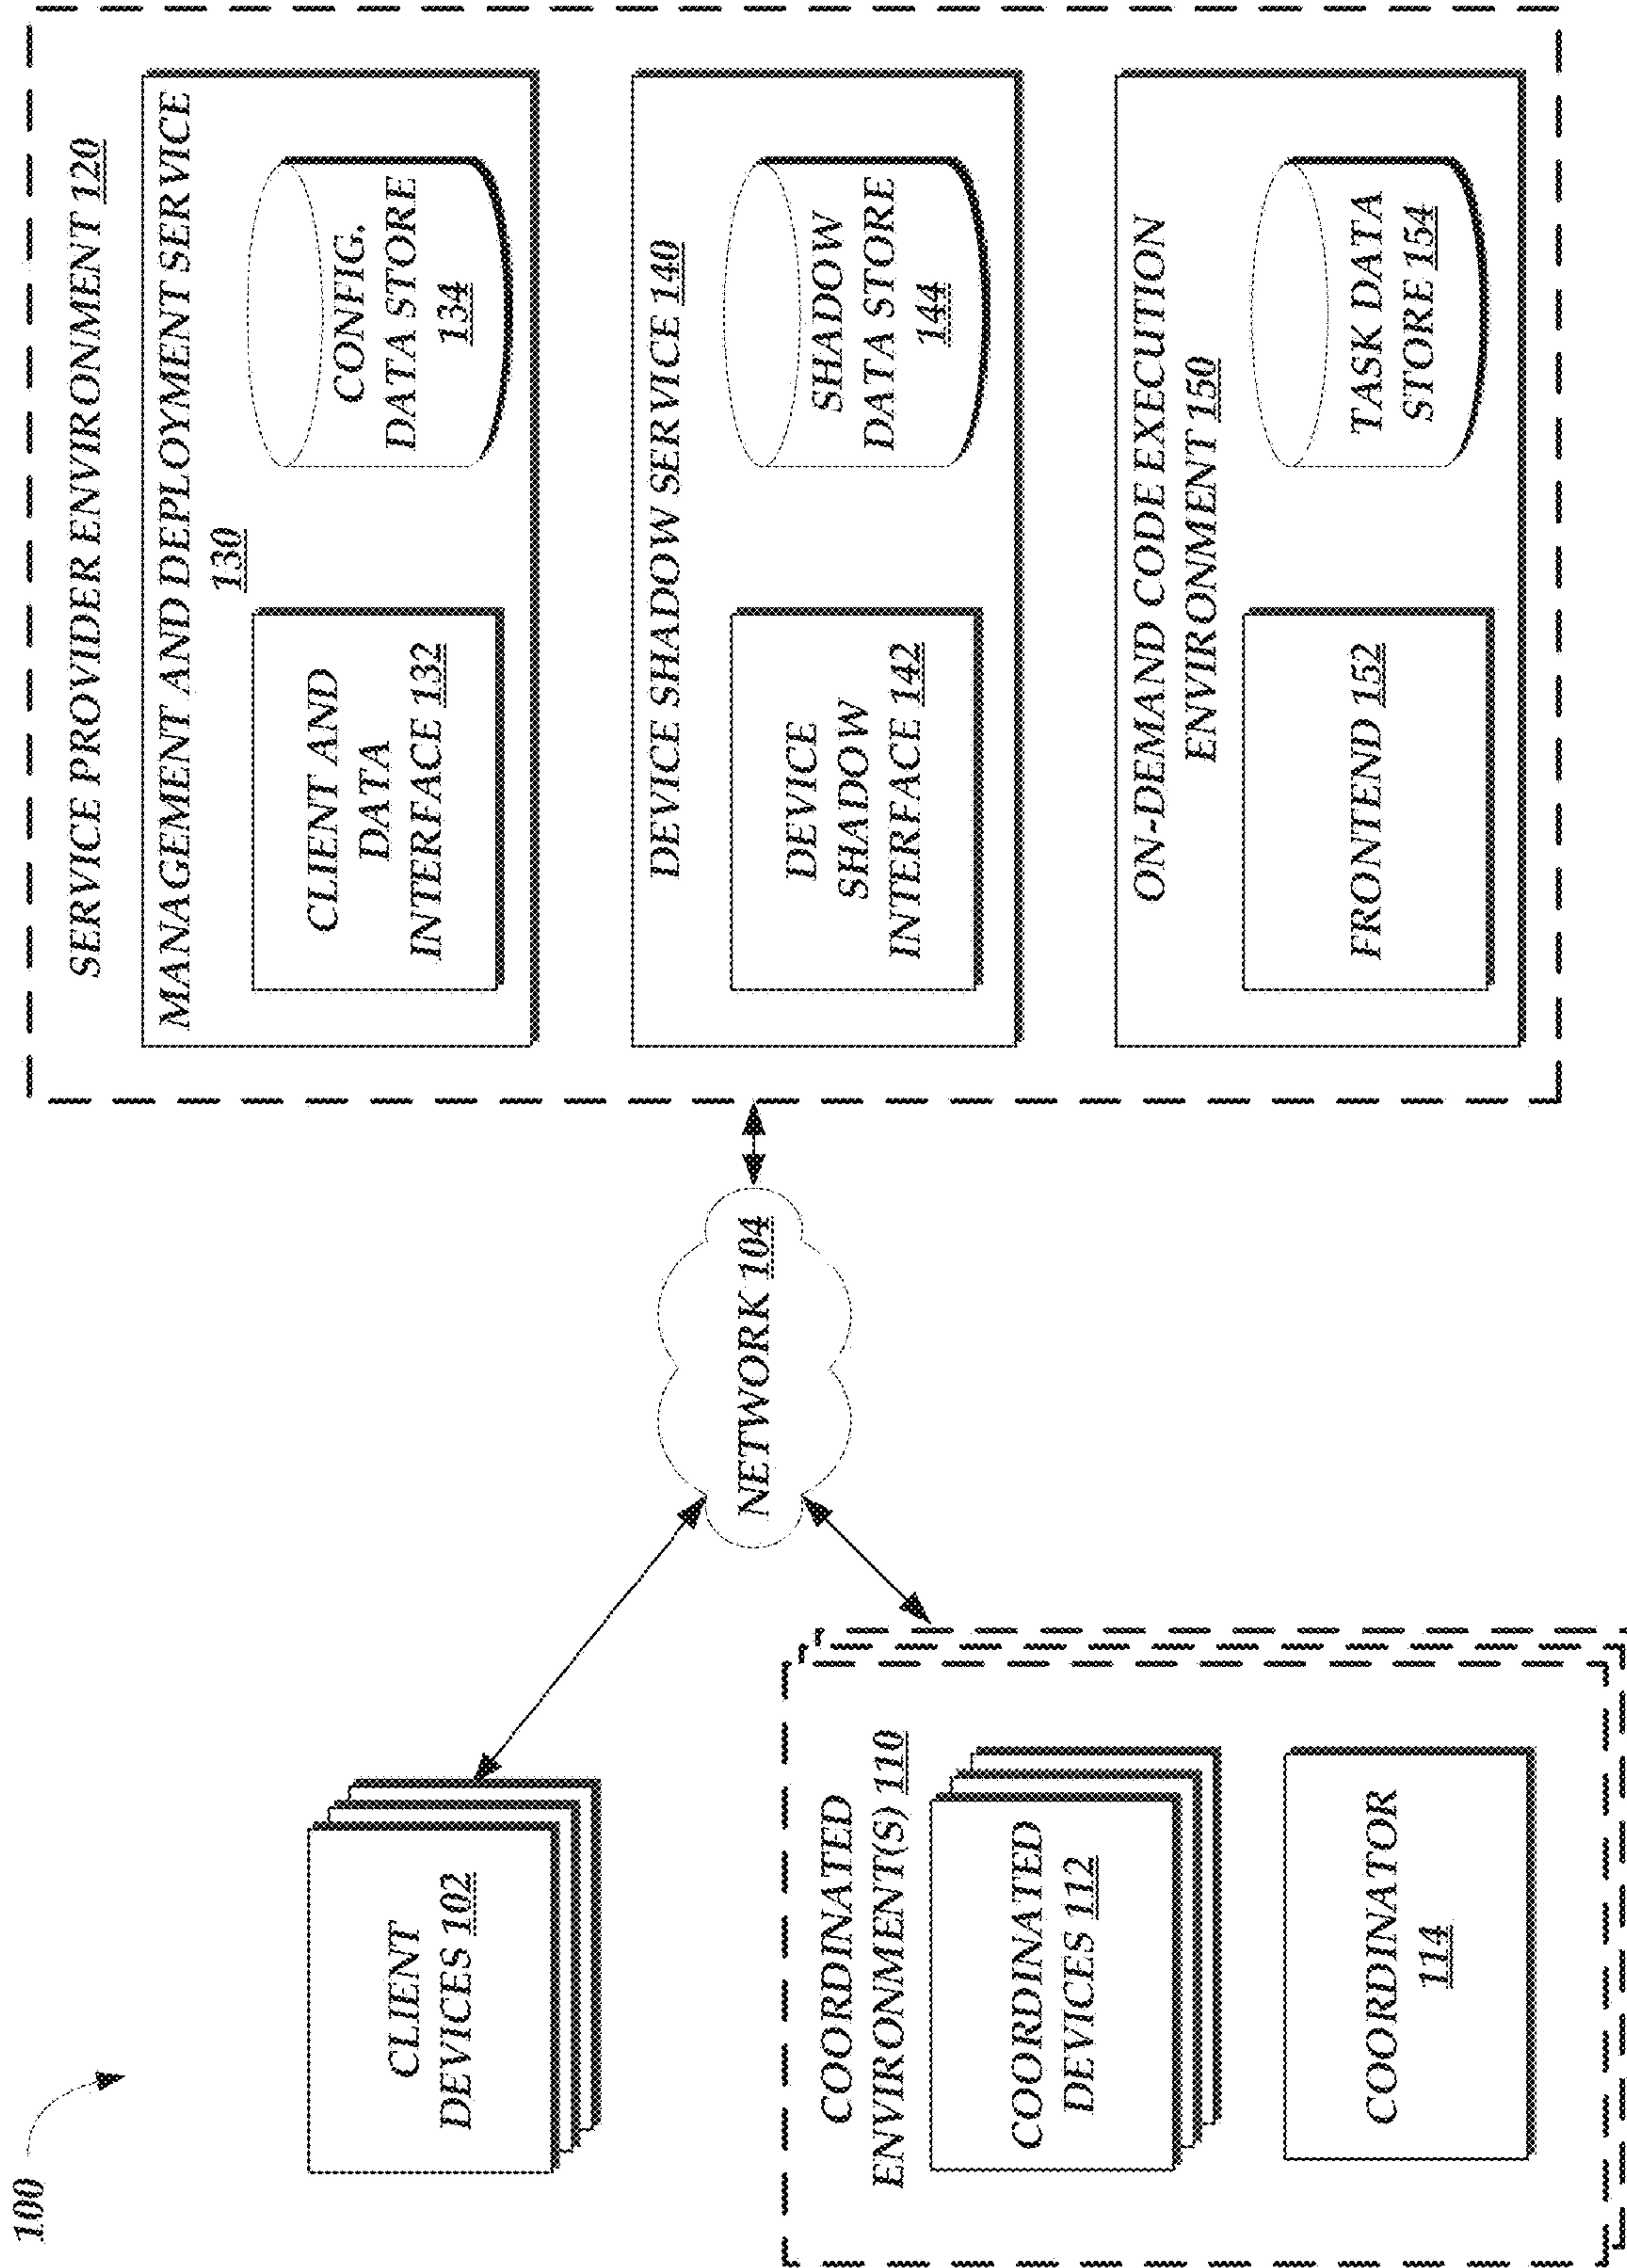 100
CLIENT
DEVICES 102
COORDINATED
ENVIRONMENT(S) 110
COORDINATED
DEVICES 112
COORDINATOR
114
NETWORK 104
SERVICE PROVIDER ENVIRONMENT 120
MANAGEMENT AND DEPLOYMENT SERVICE
130
CLIENT AND
DATA
INTERFACE 132
CONFIG.
DATA STORE
134
DEVICE SHADOW SERVICE 140
DEVICE
SHADOW
INTERFACE 142
SHADOW
DATA STORE
144
ON-DEMAND CODE EXECUTION
ENVIRONMENT 150
FRONTEND 152
TASK DATA
STORE 154